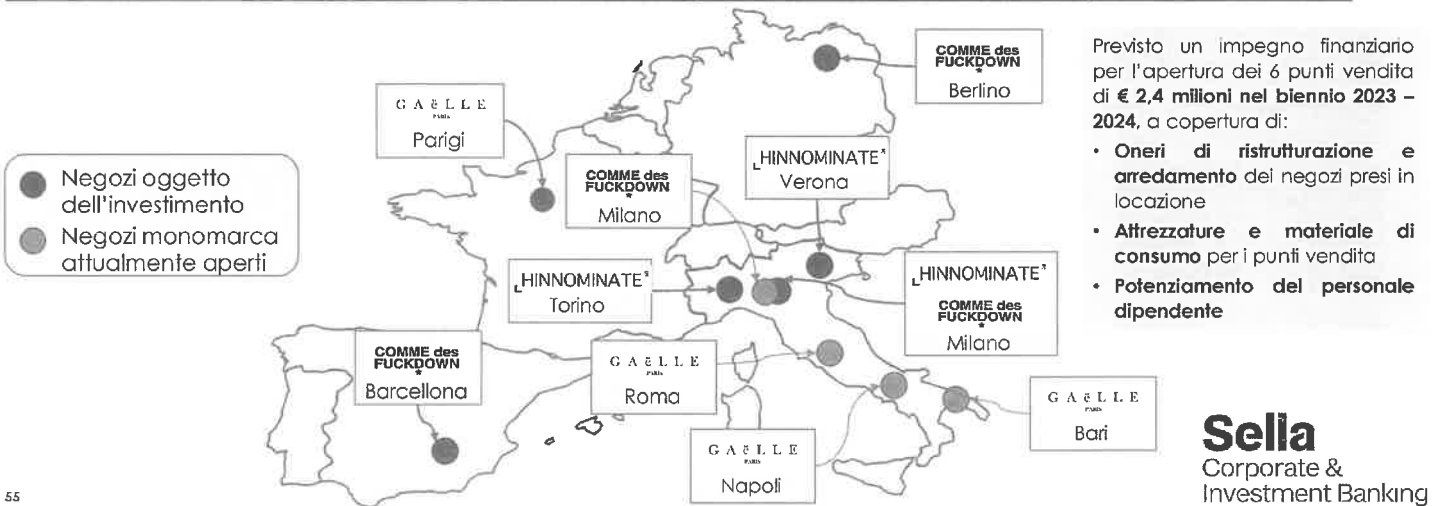 Negozi oggetto
dell'investimento
Negozi monomarca
attualmente aperti
GAëLLE
PARIS
Parigi
COMME des
FUCKDOWN
Milano
HINNOMINATE
Torino
COMME des
FUCKDOWN
Barcellona
GAëLLE
PARIS
Roma
GAëLLE
PARIS
Napoli
COMME des
FUCKDOWN
Berlino
HINNOMINATE
Verona
HINNOMINATE
COMME des
FUCKDOWN
Milano
GAëLLE
PARIS
Bari
Previsto un impegno finanziario
per l'apertura dei 6 punti vendita
di € 2,4 milioni nel biennio 2023 –
2024, a copertura di:
• Oneri di ristrutturazione e
arredamento dei negozi presi in
locazione
• Attrezzature e materiale di
consumo per i punti vendita
• Potenziamento del personale
dipendente
Sella
Corporate &
Investment Banking
55